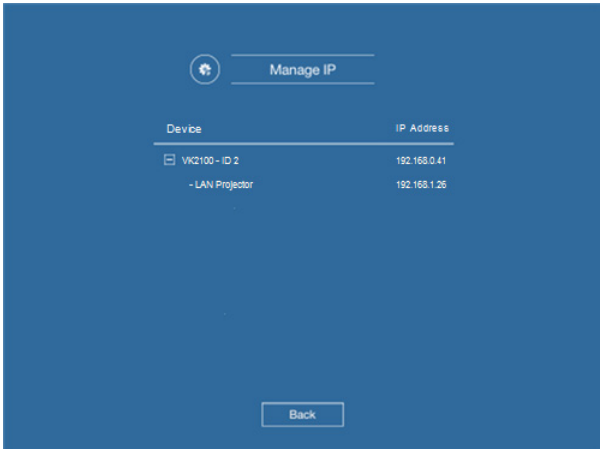 Manage IP
Device IP Address
VK2100 - ID 2 192.168.0.41
- LAN Projector 192.168.1.26
Back